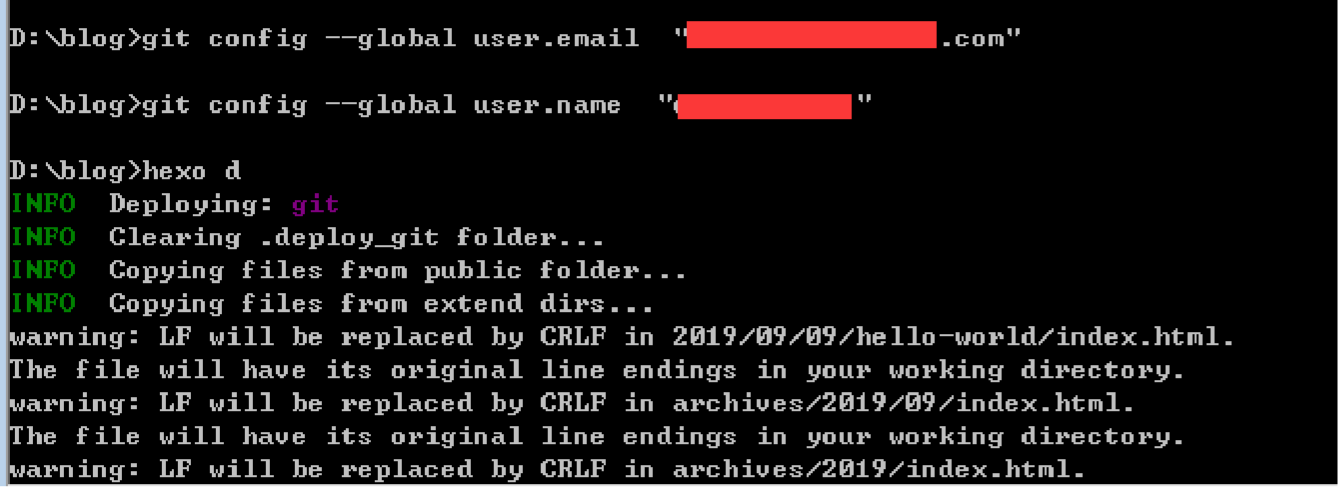 D:\blog>git config --global user.email  ".com"
D:\blog>git config --global user.name  ""
D:\blog>hexo d
INFO  Deploying: git
INFO  Clearing .deploy_git folder...
INFO  Copying files from public folder...
INFO  Copying files from extend dirs...
warning: LF will be replaced by CRLF in 2019/09/09/hello-world/index.html.
The file will have its original line endings in your working directory.
warning: LF will be replaced by CRLF in archives/2019/09/index.html.
The file will have its original line endings in your working directory.
warning: LF will be replaced by CRLF in archives/2019/index.html.